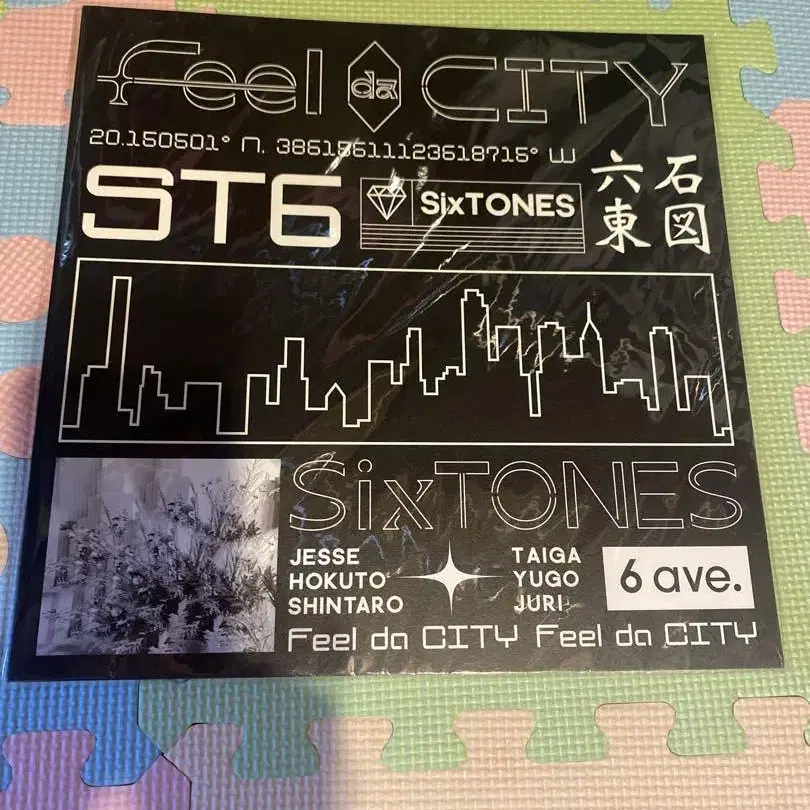 Feel da CITY
20.150501° N. 38615611123618715° W
ST6
SixTONES
六石
東図
SixTONES
JESSE
HOKUTO
SHINTARO
TAIGA
YUGO
JURI
6 ave.
Feel da CITY Feel da CITY